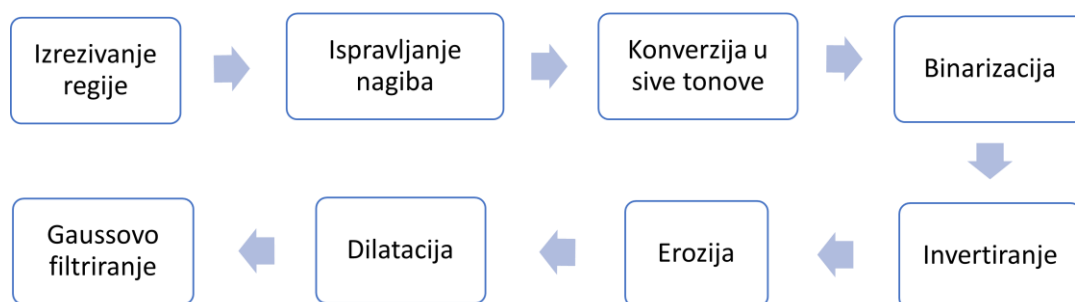 Izrezivanje
regije
Ispravljanje
nagiba
Konverzija u
sive tonove
Binarizacija
Invertiranje
Erozija
Dilatacija
Gaussovo
filtriranje